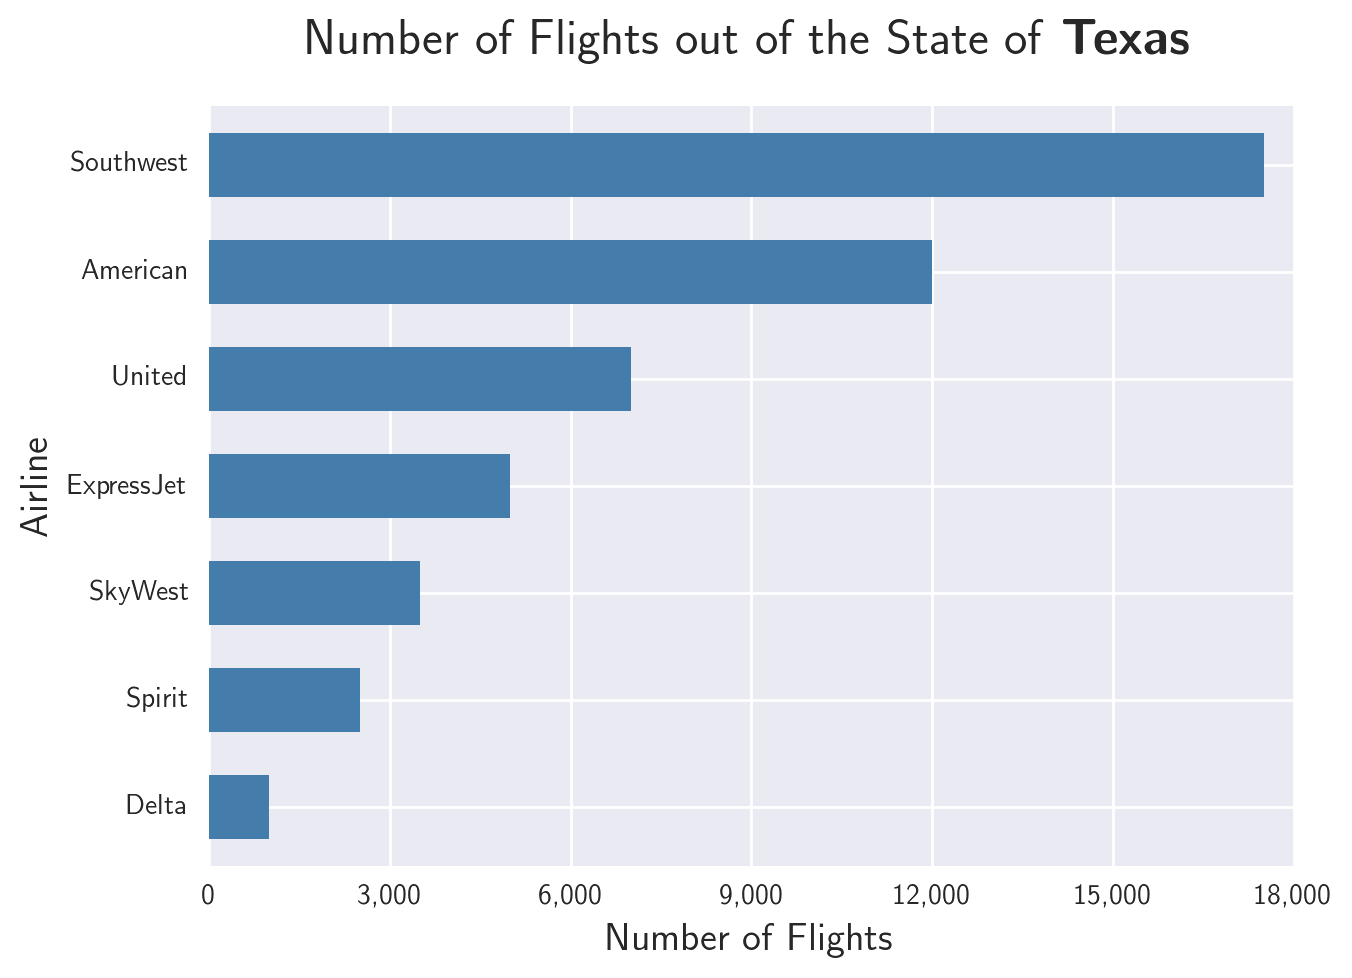 Number of Flights out of the State of Texas
Southwest
American
United
ExpressJet
SkyWest
Spirit
Delta
Airline
0 3,000 6,000 9,000 12,000 15,000 18,000
Number of Flights